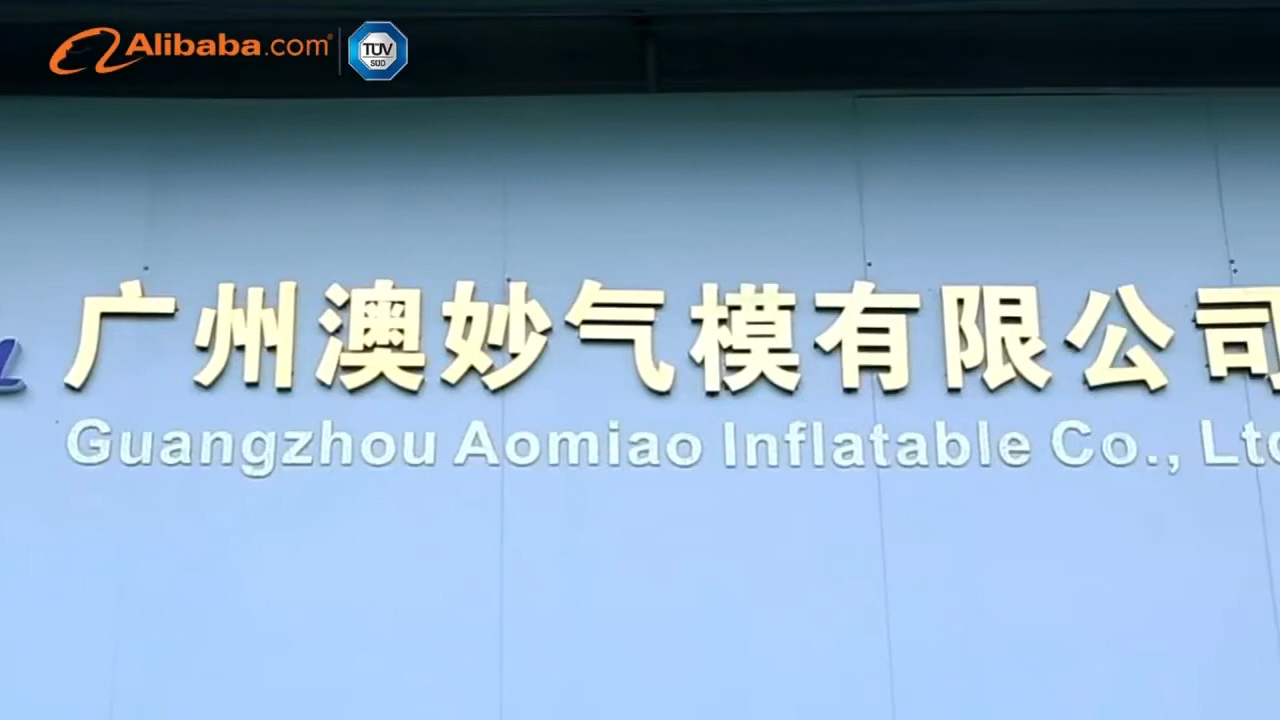 Alibaba.com
TÜV
SÜD
广州澳妙气模有限公司
Guangzhou Aomiao Inflatable Co., Ltd